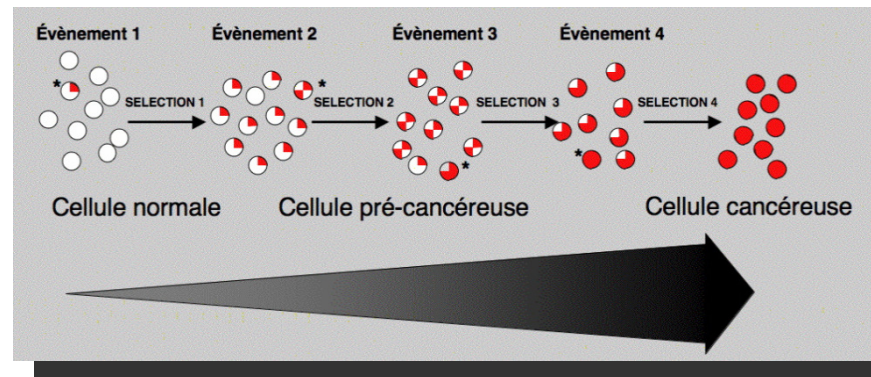 Évènement 1 Évènement 2 Évènement 3 Évènement 4
* *
SELECTION 1 SELECTION 2 SELECTION 3 SELECTION 4
* *
Cellule normale Cellule pré-cancéreuse Cellule cancéreuse